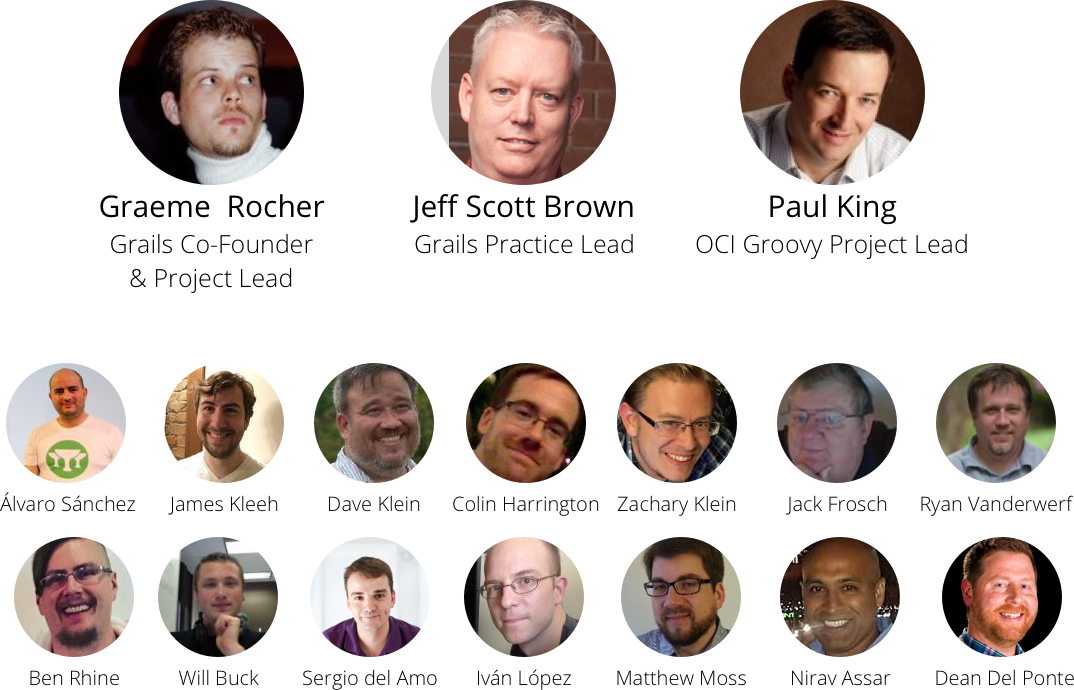 Graeme Rocher
Jeff Scott Brown
Paul King
Grails Co-Founder
& Project Lead
Grails Practice Lead
OCI Groovy Project Lead
Álvaro Sánchez
James Kleeh
Dave Klein
Colin Harrington
Zachary Klein
Jack Frosch
Ryan Vanderwerf
Ben Rhine
Will Buck
Sergio del Amo
Iván López
Matthew Moss
Nirav Assar
Dean Del Ponte